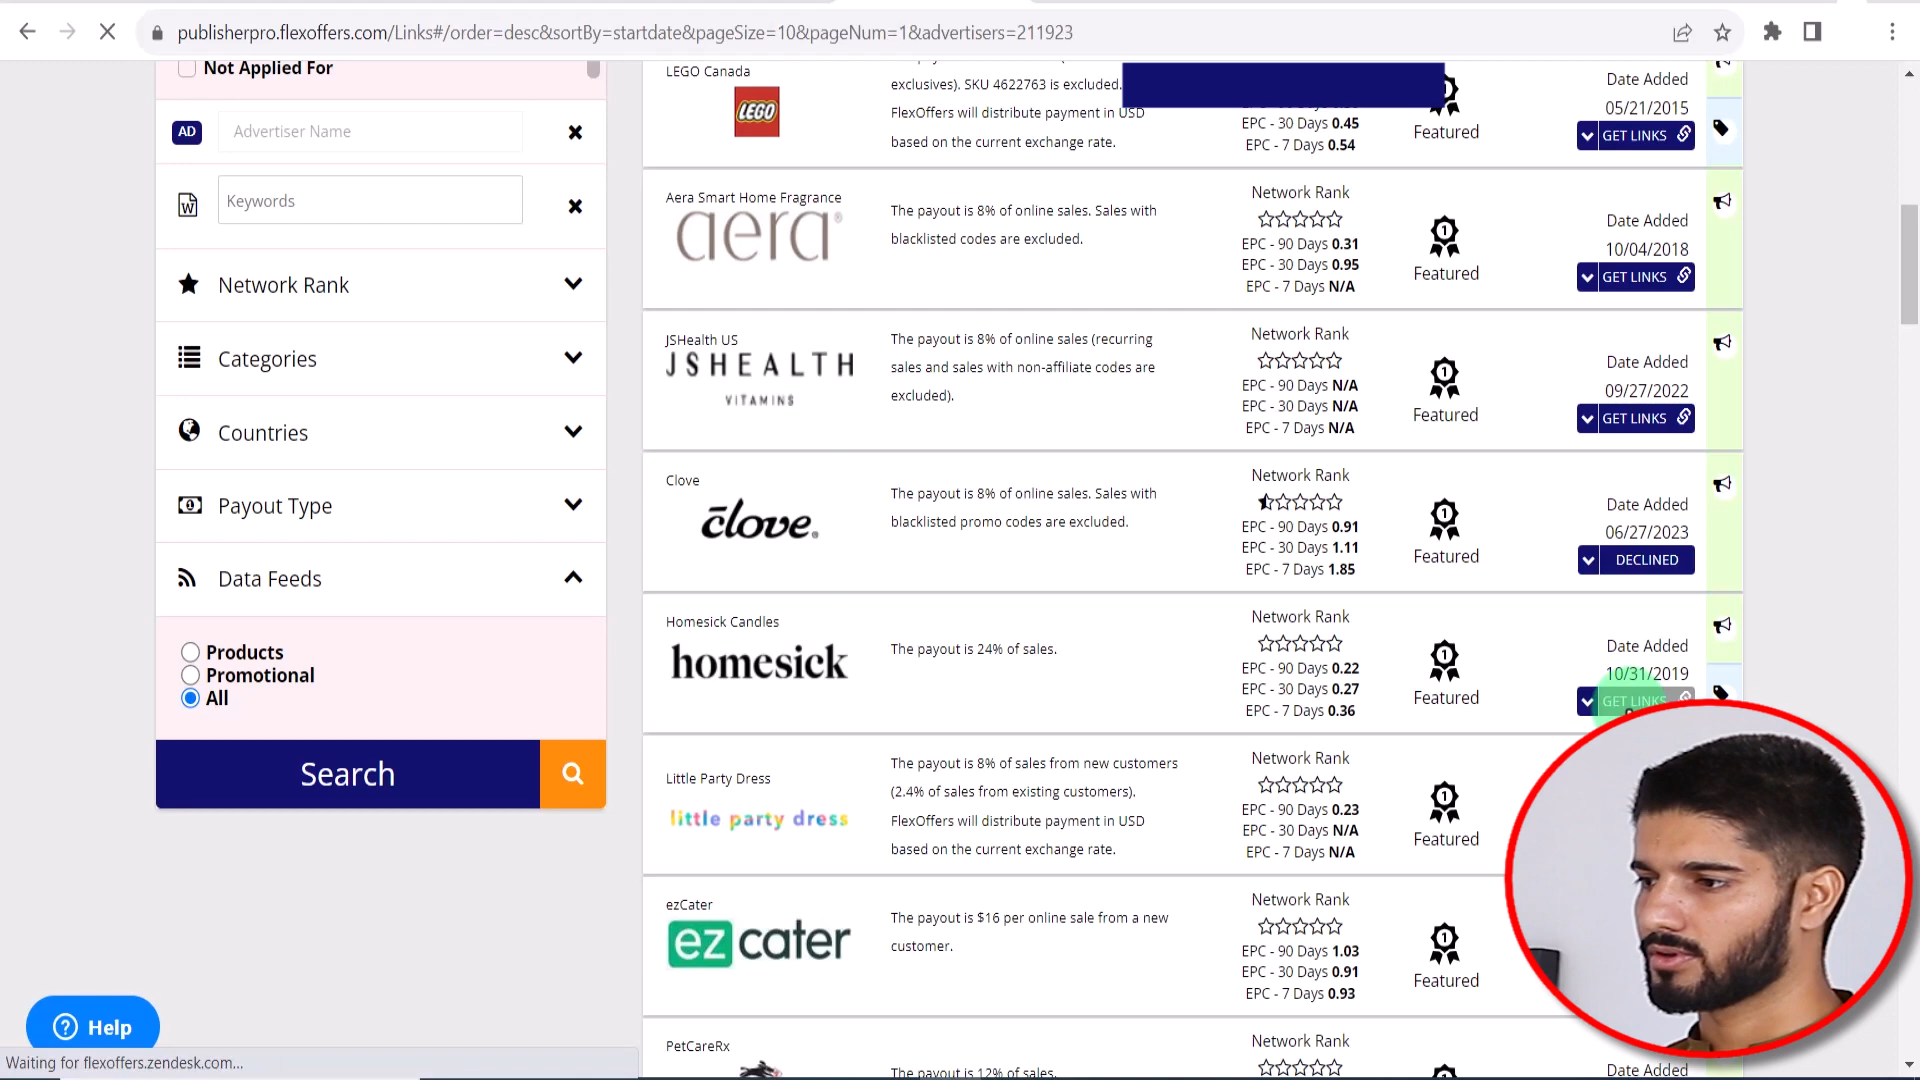 publisherpro.flexoffers.com/Links#/order=desc&sortBy=startdate&pageSize=10&pageNum=1&advertisers=211923
Not Applied For
AD
Advertiser Name
Keywords
Network Rank
Categories
Countries
Payout Type
Data Feeds
Products
Promotional
All
Search
Help
Waiting for flexoffers.zendesk.com...
LEGO Canada
LEGO
exclusives). SKU 4622763 is excluded.
FlexOffers will distribute payment in USD
based on the current exchange rate.
EPC - 30 Days 0.45
EPC - 7 Days 0.54
Featured
Date Added
05/21/2015
GET LINKS
Aera Smart Home Fragrance
aera
The payout is 8% of online sales. Sales with
blacklisted codes are excluded.
Network Rank
EPC - 90 Days 0.31
EPC - 30 Days 0.95
EPC - 7 Days N/A
1
Featured
Date Added
10/04/2018
GET LINKS
JSHealth US
JSHEALTH
VITAMINS
The payout is 8% of online sales (recurring
sales and sales with non-affiliate codes are
excluded).
Network Rank
EPC - 90 Days N/A
EPC - 30 Days N/A
EPC - 7 Days N/A
1
Featured
Date Added
09/27/2022
GET LINKS
Clove
clove
The payout is 8% of online sales. Sales with
blacklisted promo codes are excluded.
Network Rank
EPC - 90 Days 0.91
EPC - 30 Days 1.11
EPC - 7 Days 1.85
1
Featured
Date Added
06/27/2023
DECLINED
Homesick Candles
homesick
The payout is 24% of sales.
Network Rank
EPC - 90 Days 0.22
EPC - 30 Days 0.27
EPC - 7 Days 0.36
1
Featured
Date Added
10/31/2019
GET LINKS
Little Party Dress
little party dress
The payout is 8% of sales from new customers
(2.4% of sales from existing customers).
FlexOffers will distribute payment in USD
based on the current exchange rate.
Network Rank
EPC - 90 Days 0.23
EPC - 30 Days N/A
EPC - 7 Days N/A
1
Featured
ezCater
ez cater
The payout is $16 per online sale from a new
customer.
Network Rank
EPC - 90 Days 1.03
EPC - 30 Days 0.91
EPC - 7 Days 0.93
1
Featured
PetCareRx
The payout is 12% of sales.
Network Rank
Date Added